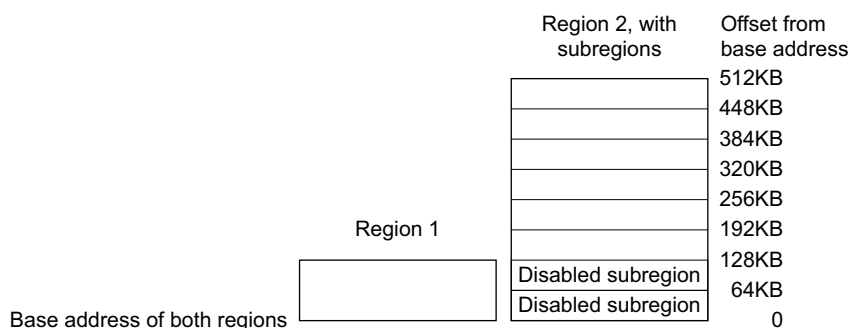 Region 2, with
subregions
Offset from
base address
512KB
448KB
384KB
320KB
256KB
Region 1
192KB
128KB
Disabled subregion
64KB
Disabled subregion
Base address of both regions
0